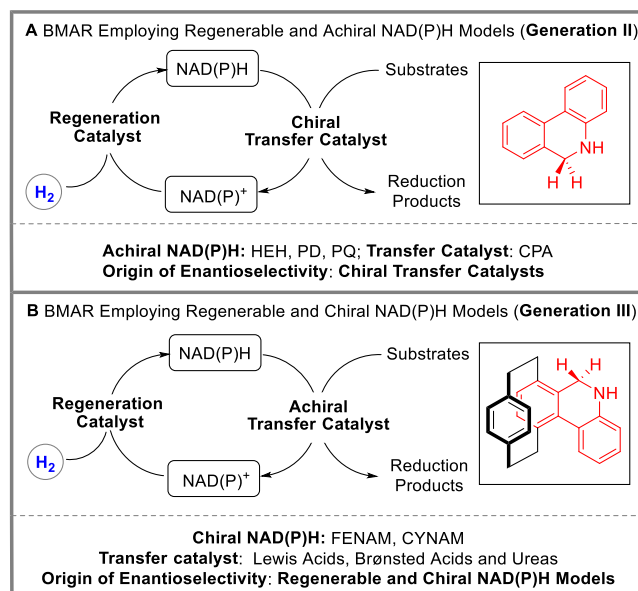 A BMAR Employing Regenerable and Achiral NAD(P)H Models (Generation II)
NAD(P)H
Substrates
Regeneration
Catalyst
Chiral
Transfer Catalyst
H₂
NAD(P)⁺
Reduction
Products
NH
H H
Achiral NAD(P)H: HEH, PD, PQ; Transfer Catalyst: CPA
Origin of Enantioselectivity: Chiral Transfer Catalysts
B BMAR Employing Regenerable and Chiral NAD(P)H Models (Generation III)
NAD(P)H
Substrates
Regeneration
Catalyst
Achiral
Transfer Catalyst
H₂
NAD(P)⁺
Reduction
Products
H H
NH
Chiral NAD(P)H: FENAM, CYNAM
Transfer catalyst: Lewis Acids, Brønsted Acids and Ureas
Origin of Enantioselectivity: Regenerable and Chiral NAD(P)H Models